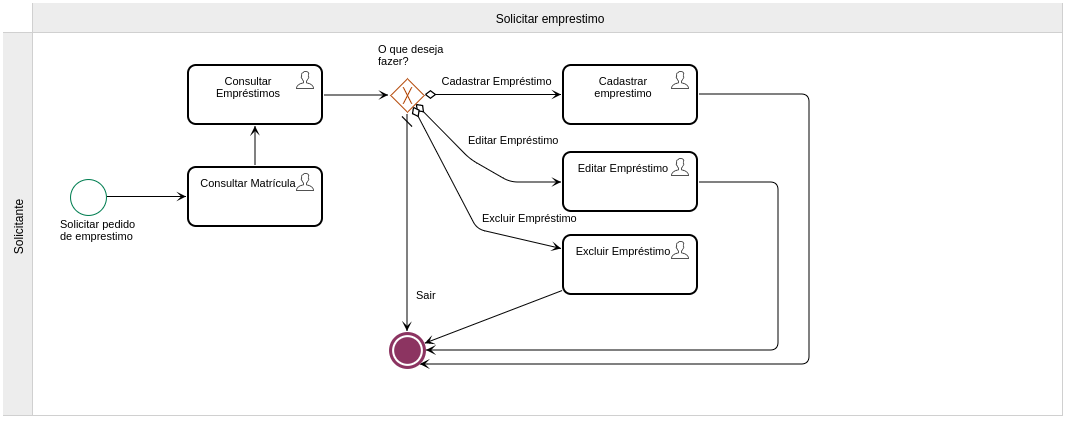 Solicitar emprestimo
Solicitante
Solicitar pedido
de emprestimo
Consultar Matrícula
Consultar
Empréstimos
O que deseja
fazer?
Cadastrar Empréstimo
Cadastrar
emprestimo
Editar Empréstimo
Editar Empréstimo
Excluir Empréstimo
Excluir Empréstimo
Sair